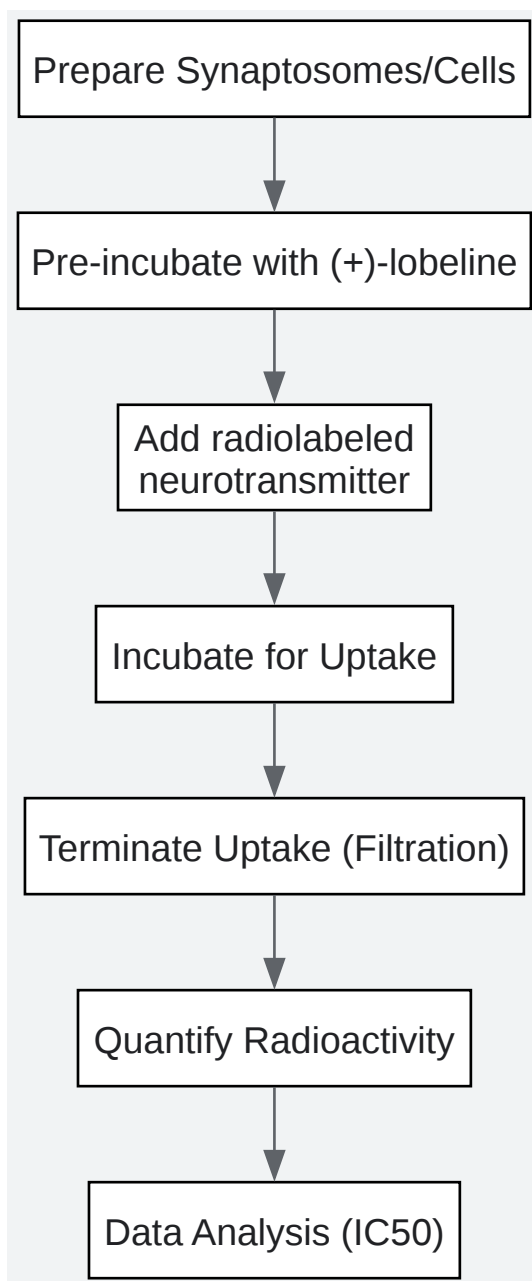 Prepare Synaptosomes/Cells
Pre-incubate with (+)-lobeline
Add radiolabeled
neurotransmitter
Incubate for Uptake
Terminate Uptake (Filtration)
Quantify Radioactivity
Data Analysis (IC50)